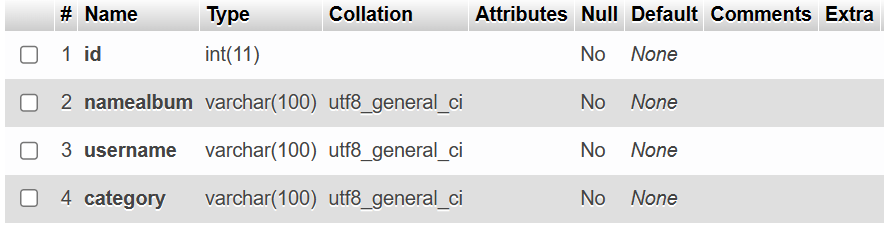 # Name Type Collation Attributes Null Default Comments Extra
1 id int(11) No None
2 namealbum varchar(100) utf8_general_ci No None
3 username varchar(100) utf8_general_ci No None
4 category varchar(100) utf8_general_ci No None